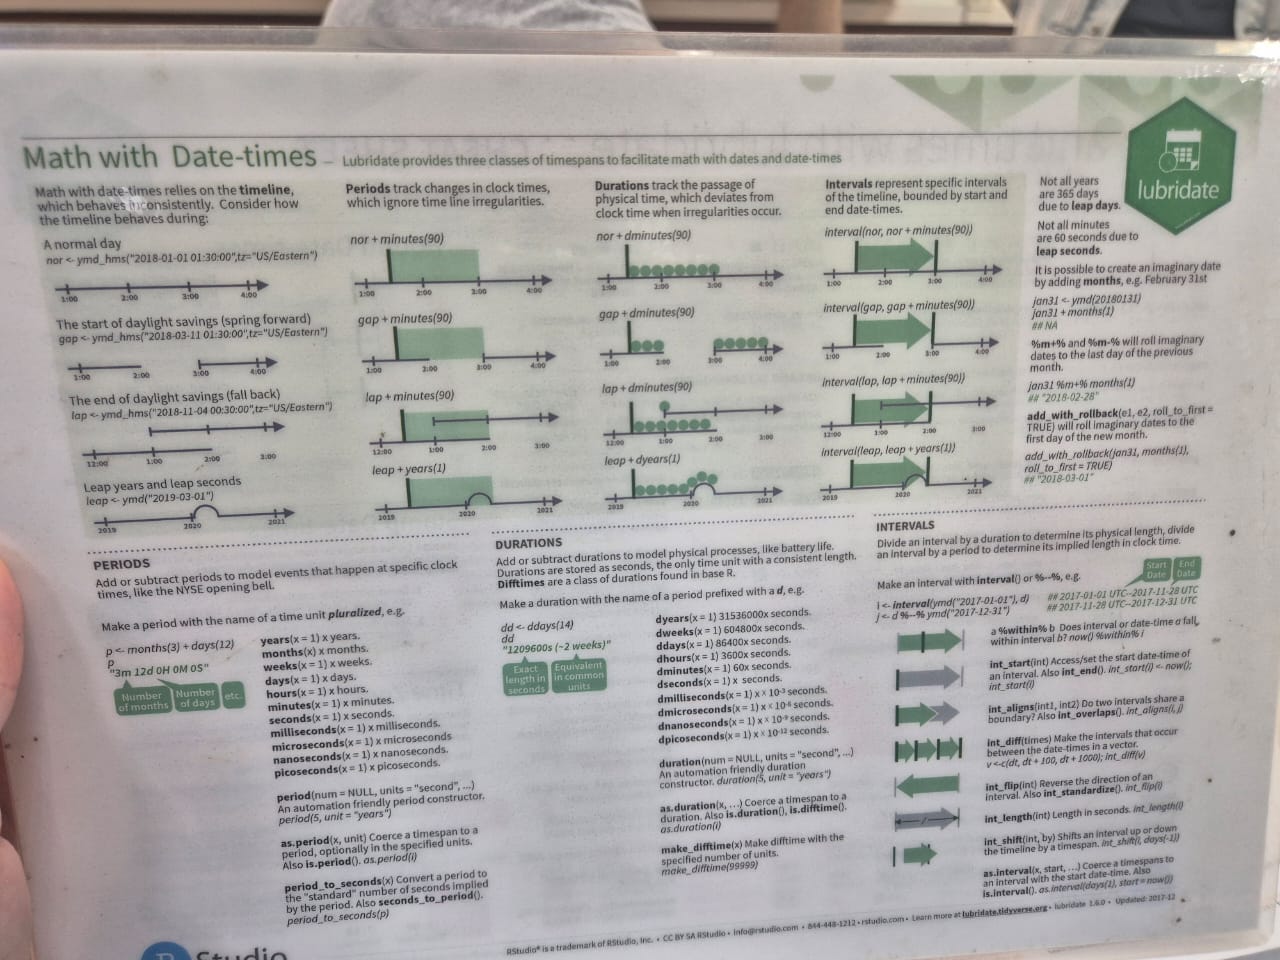 Math with Date-times — Lubridate provides three classes of timespans to facilitate math with dates and date-times
lubridate
Math with date-times relies on the timeline,
which behaves inconsistently. Consider how
the timeline behaves during:
A normal day
nor <- ymd_hms("2018-01-01 01:30:00",tz="US/Eastern")
1:00 2:00 3:00 4:00
The start of daylight savings (spring forward)
gap <- ymd_hms("2018-03-11 01:30:00",tz="US/Eastern")
1:00 2:00 3:00 4:00
The end of daylight savings (fall back)
lap <- ymd_hms("2018-11-04 00:30:00",tz="US/Eastern")
12:00 1:00 2:00 3:00
Leap years and leap seconds
leap <- ymd("2019-03-01")
2019 2020 2021
Periods track changes in clock times,
which ignore time line irregularities.
nor + minutes(90)
1:00 2:00 3:00 4:00
gap + minutes(90)
1:00 2:00 3:00 4:00
lap + minutes(90)
12:00 1:00 2:00 3:00
leap + years(1)
2019 2020 2021
Durations track the passage of
physical time, which deviates from
clock time when irregularities occur.
nor + dminutes(90)
1:00 2:00 3:00 4:00
gap + dminutes(90)
1:00 2:00 3:00 4:00
lap + dminutes(90)
12:00 1:00 2:00 3:00
leap + dyears(1)
2019 2020 2021
Intervals represent specific intervals
of the timeline, bounded by start and
end date-times.
interval(nor, nor + minutes(90))
1:00 2:00 3:00 4:00
interval(gap, gap + minutes(90))
1:00 2:00 3:00 4:00
interval(lap, lap + minutes(90))
12:00 1:00 2:00 3:00
interval(leap, leap + years(1))
2019 2020 2021
Not all years
are 365 days
due to leap days.
Not all minutes
are 60 seconds due to
leap seconds.
It is possible to create an imaginary date
by adding months, e.g. February 31st
jan31 <- ymd(20180131)
jan31 + months(1)
## NA
%m+% and %m-% will roll imaginary
dates to the last day of the previous
month.
jan31 %m+% months(1)
## "2018-02-28"
add_with_rollback(e1, e2, roll_to_first =
TRUE) will roll imaginary dates to the
first day of the new month.
add_with_rollback(jan31, months(1),
roll_to_first = TRUE)
## "2018-03-01"
PERIODS
Add or subtract periods to model events that happen at specific clock
times, like the NYSE opening bell.
Make a period with the name of a time unit pluralized, e.g.
p <- months(3) + days(12)
p
"3m 12d 0H 0M 0S"
Number
of months
Number
of days
etc.
years(x = 1) x years.
months(x) x months.
weeks(x = 1) x weeks.
days(x = 1) x days.
hours(x = 1) x hours.
minutes(x = 1) x minutes.
seconds(x = 1) x seconds.
milliseconds(x = 1) x milliseconds.
microseconds(x = 1) x microseconds
nanoseconds(x = 1) x nanoseconds.
picoseconds(x = 1) x picoseconds.
period(num = NULL, units = "second", ...)
An automation friendly period constructor.
period(5, unit = "years")
as.period(x, unit) Coerce a timespan to a
period, optionally in the specified units.
Also is.period(). as.period(i)
period_to_seconds(x) Convert a period to
the "standard" number of seconds implied
by the period. Also seconds_to_period().
period_to_seconds(p)
DURATIONS
Add or subtract durations to model physical processes, like battery life.
Durations are stored as seconds, the only time unit with a consistent length.
Difftimes are a class of durations found in base R.
Make a duration with the name of a period prefixed with a d, e.g.
dd <- ddays(14)
dd
"1209600s (~2 weeks)"
Exact
length in
seconds
Equivalent
in common
units
dyears(x = 1) 31536000x seconds.
dweeks(x = 1) 604800x seconds.
ddays(x = 1) 86400x seconds.
dhours(x = 1) 3600x seconds.
dminutes(x = 1) 60x seconds.
dseconds(x = 1) x seconds.
dmilliseconds(x = 1) x × 10⁻³ seconds.
dmicroseconds(x = 1) x × 10⁻⁶ seconds.
dnanoseconds(x = 1) x × 10⁻⁹ seconds.
dpicoseconds(x = 1) x × 10⁻¹² seconds.
duration(num = NULL, units = "second", ...)
An automation friendly duration
constructor. duration(5, unit = "years")
as.duration(x, ...) Coerce a timespan to a
duration. Also is.duration(), is.difftime().
as.duration(i)
make_difftime(x) Make difftime with the
specified number of units.
make_difftime(99999)
INTERVALS
Divide an interval by a duration to determine its physical length, divide
an interval by a period to determine its implied length in clock time.
Start
Date
End
Date
Make an interval with interval() or %--%, e.g.
i <- interval(ymd("2017-01-01"), d)
## 2017-01-01 UTC--2017-11-28 UTC
j <- d %--% ymd("2017-12-31")
## 2017-11-28 UTC--2017-12-31 UTC
a %within% b Does interval or date-time a fall
within interval b? now() %within% i
int_start(int) Access/set the start date-time of
an interval. Also int_end(). int_start(i) <- now();
int_start(i)
int_aligns(int1, int2) Do two intervals share a
boundary? Also int_overlaps(). int_aligns(i, j)
int_diff(times) Make the intervals that occur
between the date-times in a vector.
v <-c(dt, dt + 100, dt + 1000); int_diff(v)
int_flip(int) Reverse the direction of an
interval. Also int_standardize(). int_flip(i)
int_length(int) Length in seconds. int_length(i)
int_shift(int, by) Shifts an interval up or down
the timeline by a timespan. int_shift(i, days(-1))
as.interval(x, start, ...) Coerce a timespans to
an interval with the start date-time. Also
is.interval(). as.interval(days(1), start = now())
R Studio
RStudio® is a trademark of RStudio, Inc. • CC BY SA RStudio • info@rstudio.com • 844-448-1212 • rstudio.com • Learn more at lubridate.tidyverse.org • lubridate 1.6.0 • Updated: 2017-12